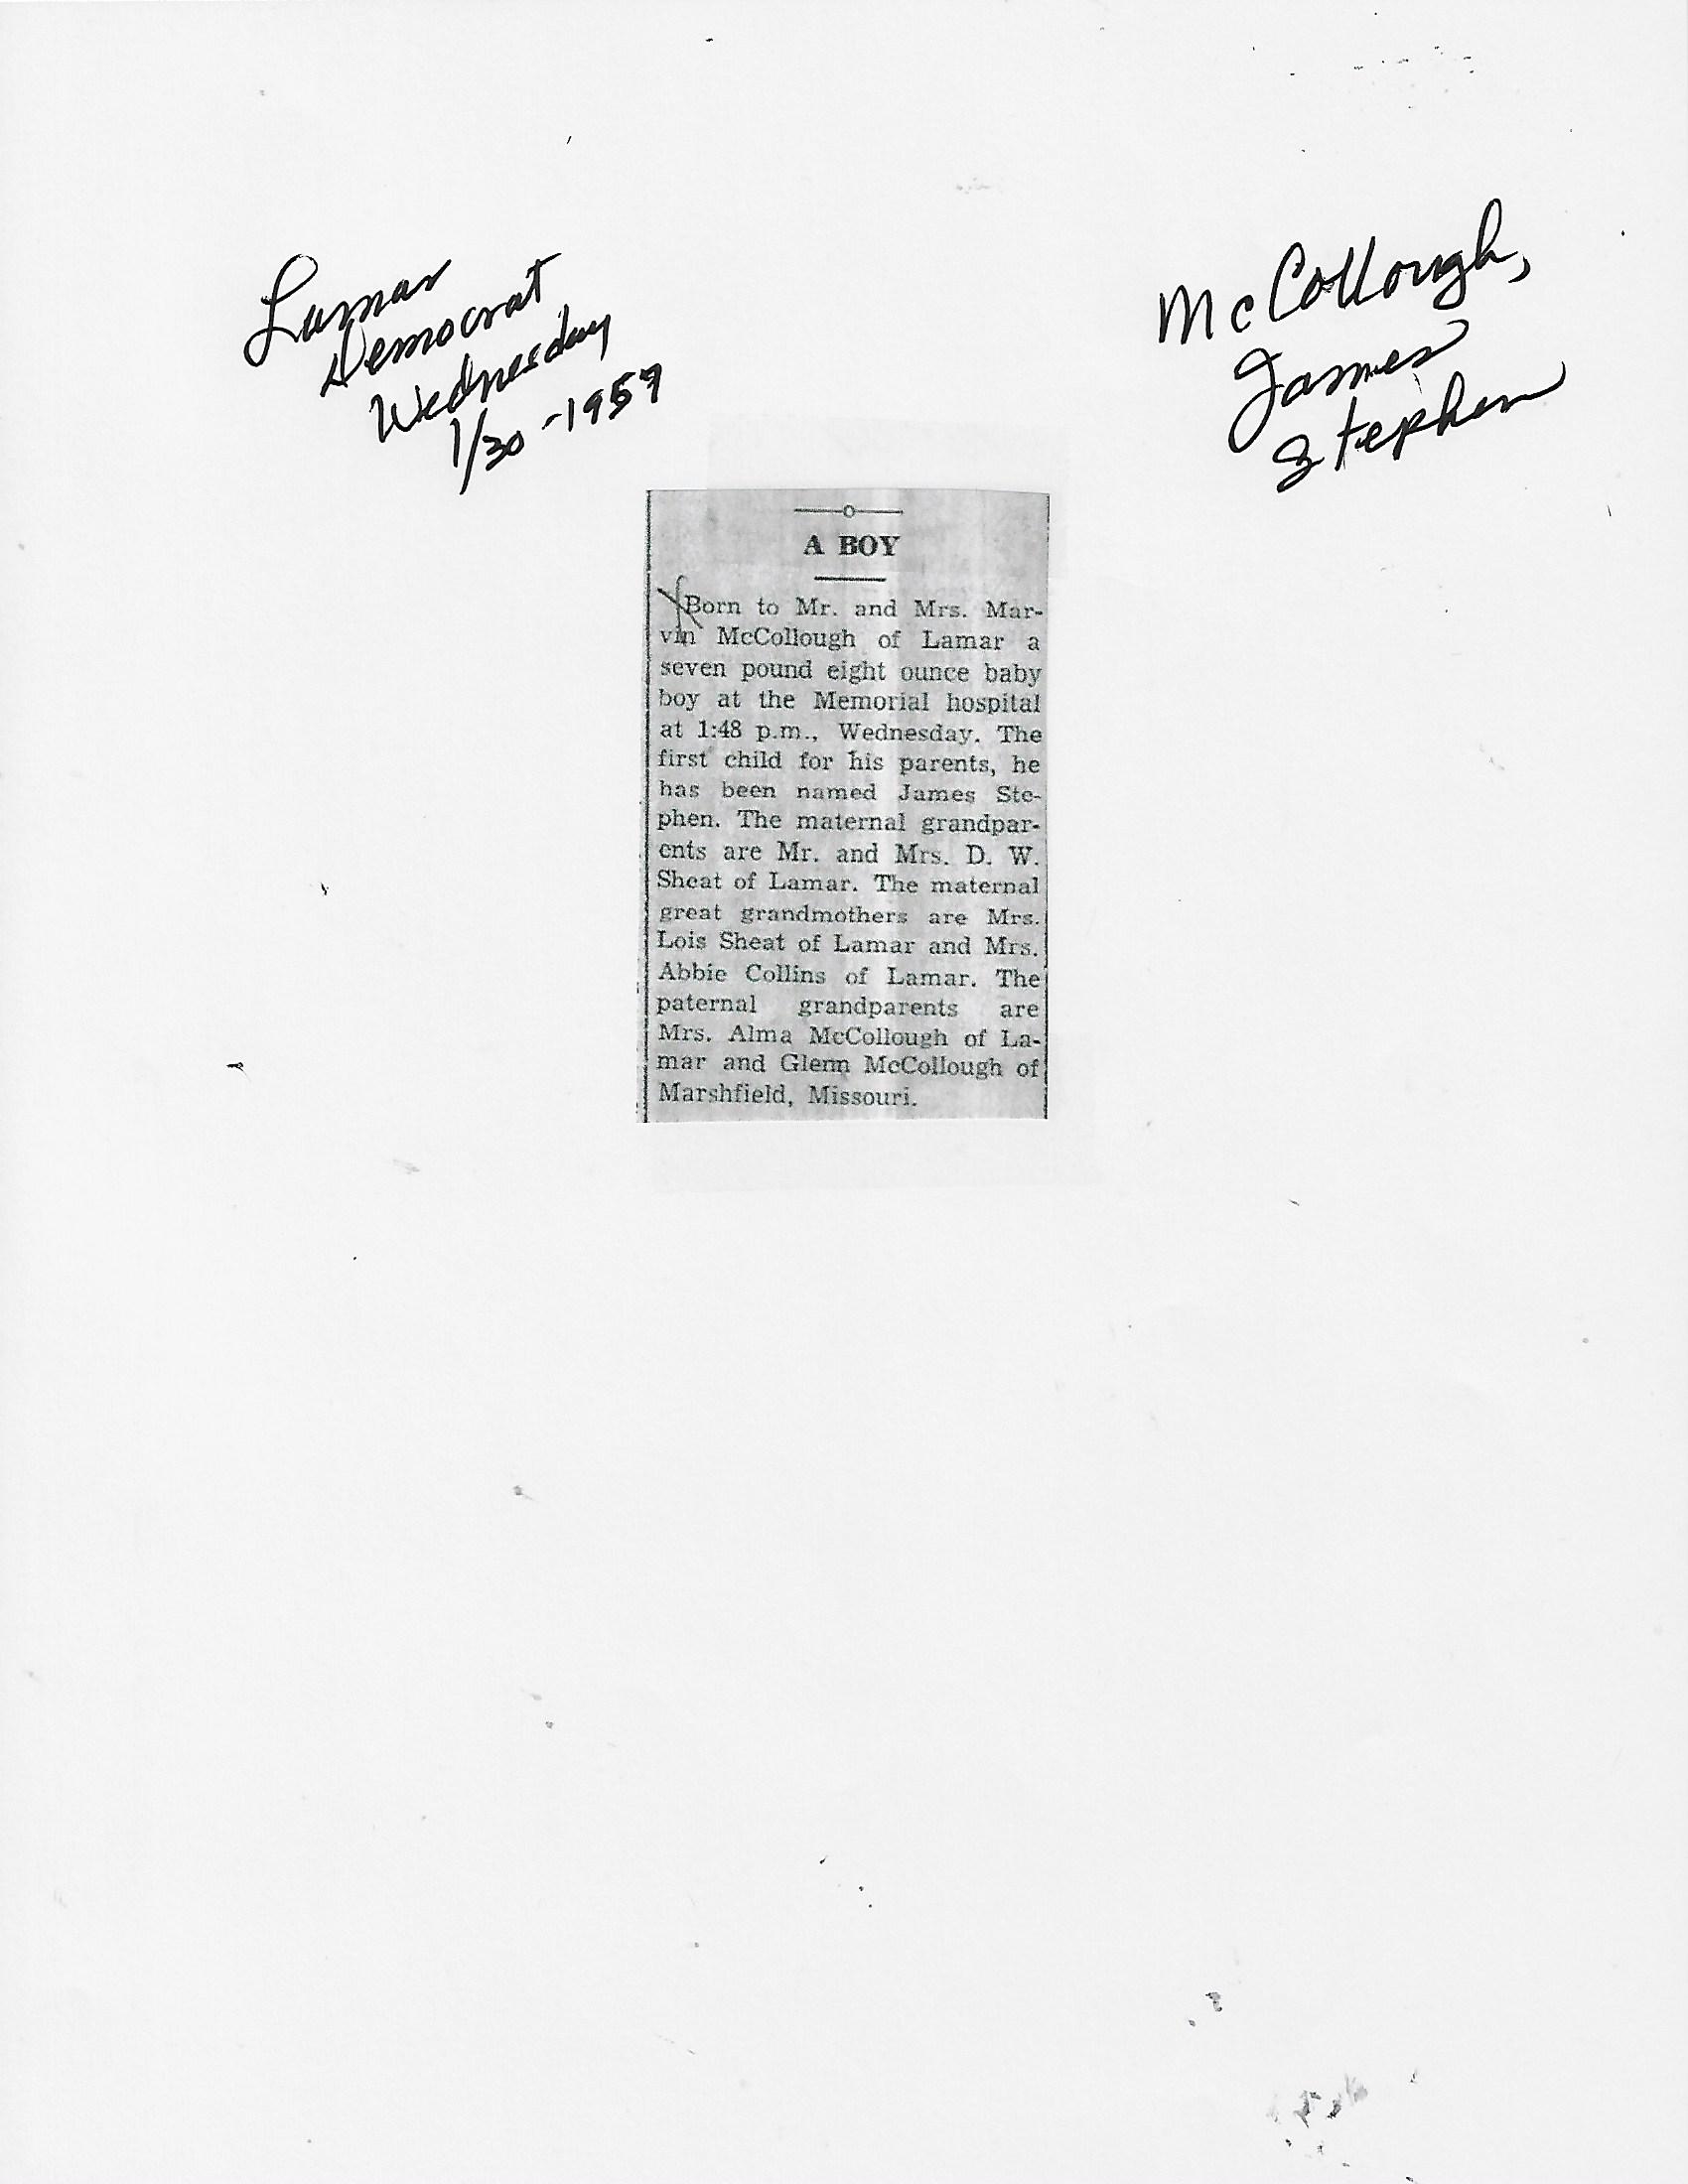 Lamar
Democrat
Wednesday
1/30-1957
McCollough,
James
Stephen
A BOY
Born to Mr. and Mrs. Mar-
vin McCollough of Lamar a
seven pound eight ounce baby
boy at the Memorial hospital
at 1:48 p.m., Wednesday. The
first child for his parents, he
has been named James Ste-
phen. The maternal grandpar-
ents are Mr. and Mrs. D. W.
Sheat of Lamar. The maternal
great grandmothers are Mrs.
Lois Sheat of Lamar and Mrs.
Abbie Collins of Lamar. The
paternal grandparents are
Mrs. Alma McCollough of La-
mar and Glenn McCollough of
Marshfield, Missouri.